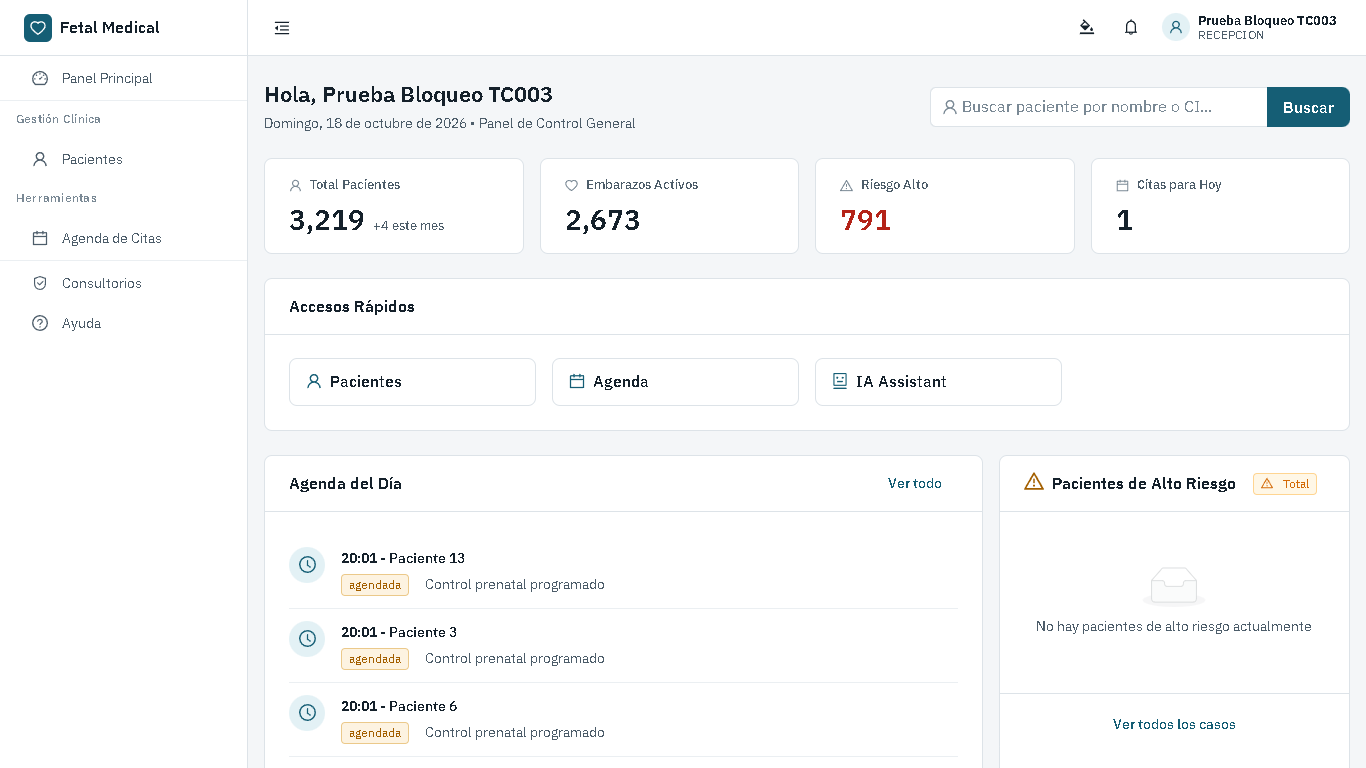 Fetal Medical
Prueba Bloqueo TC003
RECEPCION
Panel Principal
Gestión Clínica
Pacientes
Herramientas
Agenda de Citas
Consultorios
Ayuda
Hola, Prueba Bloqueo TC003
Domingo, 18 de octubre de 2026 • Panel de Control General
Buscar paciente por nombre o CI...
Buscar
Total Pacientes
3,219 +4 este mes
Embarazos Activos
2,673
Riesgo Alto
791
Citas para Hoy
1
Accesos Rápidos
Pacientes
Agenda
IA Assistant
Agenda del Día
Ver todo
20:01 - Paciente 13
agendada Control prenatal programado
20:01 - Paciente 3
agendada Control prenatal programado
20:01 - Paciente 6
agendada Control prenatal programado
Pacientes de Alto Riesgo
Total
No hay pacientes de alto riesgo actualmente
Ver todos los casos